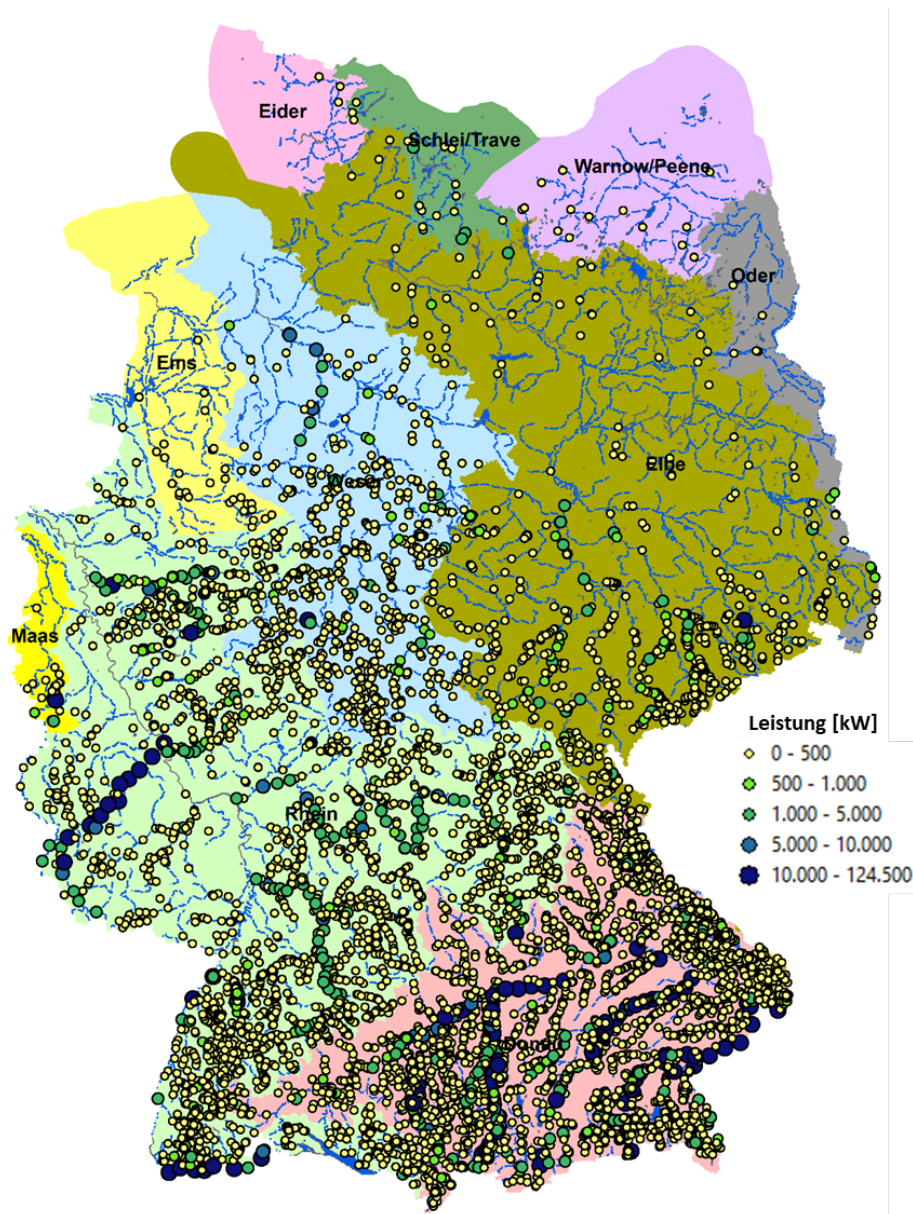 Eider
Schlei/Trave
Warnow/Peene
Oder
Ems
Elbe
Weser
Maas
Leistung [kW]
0 - 500
500 - 1.000
1.000 - 5.000
5.000 - 10.000
10.000 - 124.500
Rhein
Donau